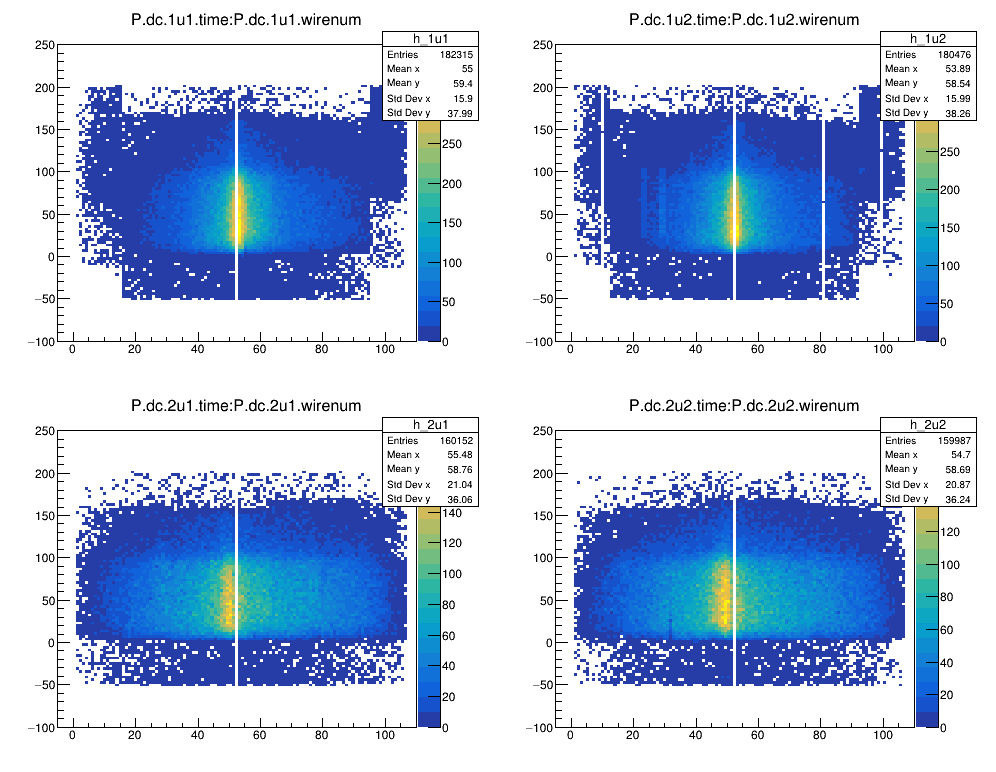 P.dc.1u1.time:P.dc.1u1.wirenum
h_1u1
Entries 182315
Mean x 55
Mean y 59.4
Std Dev x 15.9
Std Dev y 37.99
250
200
150
100
50
0
−50
−100
0 20 40 60 80 100
250
200
150
100
50
0
P.dc.1u2.time:P.dc.1u2.wirenum
h_1u2
Entries 180476
Mean x 53.89
Mean y 58.54
Std Dev x 15.99
Std Dev y 38.26
250
200
150
100
50
0
−50
−100
0 20 40 60 80 100
250
200
150
100
50
0
P.dc.2u1.time:P.dc.2u1.wirenum
h_2u1
Entries 160152
Mean x 55.48
Mean y 58.76
Std Dev x 21.04
Std Dev y 36.06
250
200
150
100
50
0
−50
−100
0 20 40 60 80 100
140
120
100
80
60
40
20
0
P.dc.2u2.time:P.dc.2u2.wirenum
h_2u2
Entries 159987
Mean x 54.7
Mean y 58.69
Std Dev x 20.87
Std Dev y 36.24
250
200
150
100
50
0
−50
−100
0 20 40 60 80 100
120
100
80
60
40
20
0